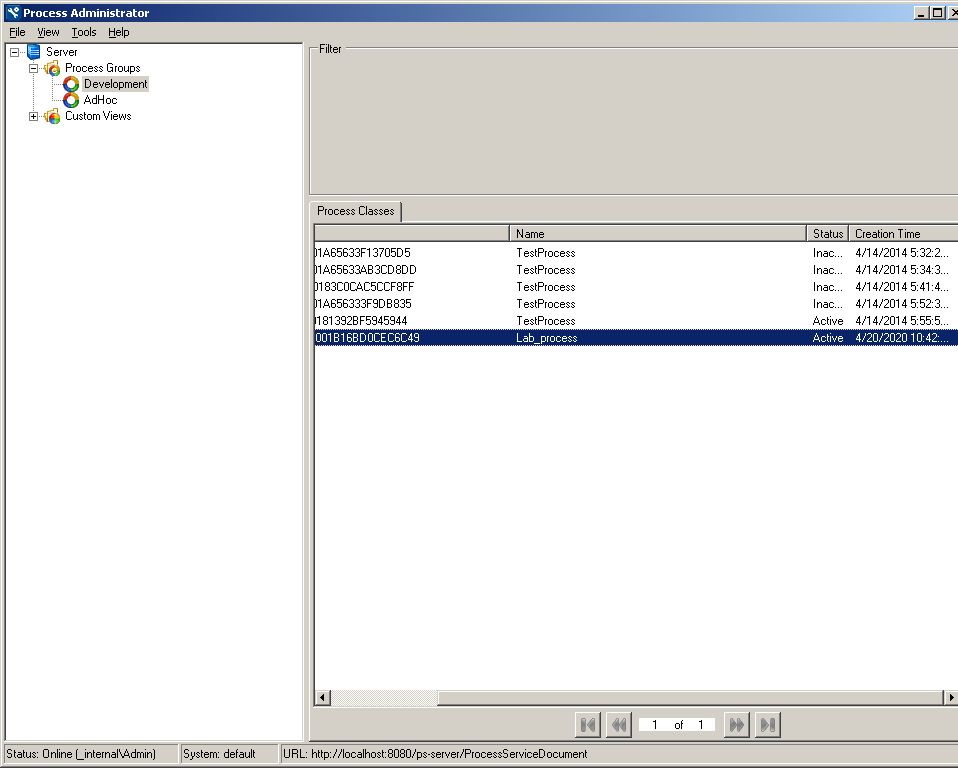 Process Administrator
File View Tools Help
Server
Process Groups
Development
AdHoc
Custom Views
Filter
Process Classes
Name Status Creation Time
01A65633F13705D5 TestProcess Inac... 4/14/2014 5:32:2...
01A65633AB3CD8DD TestProcess Inac... 4/14/2014 5:34:3...
0183C0CAC5CCF8FF TestProcess Inac... 4/14/2014 5:41:4...
01A656333F9DB835 TestProcess Inac... 4/14/2014 5:52:3...
0181392BF5945944 TestProcess Active 4/14/2014 5:55:5...
001B16BD0CEC6C49 Lab_process Active 4/20/2020 10:42:...
1 of 1
Status: Online (_internal\Admin) System: default URL: http://localhost:8080/ps-server/ProcessServiceDocument